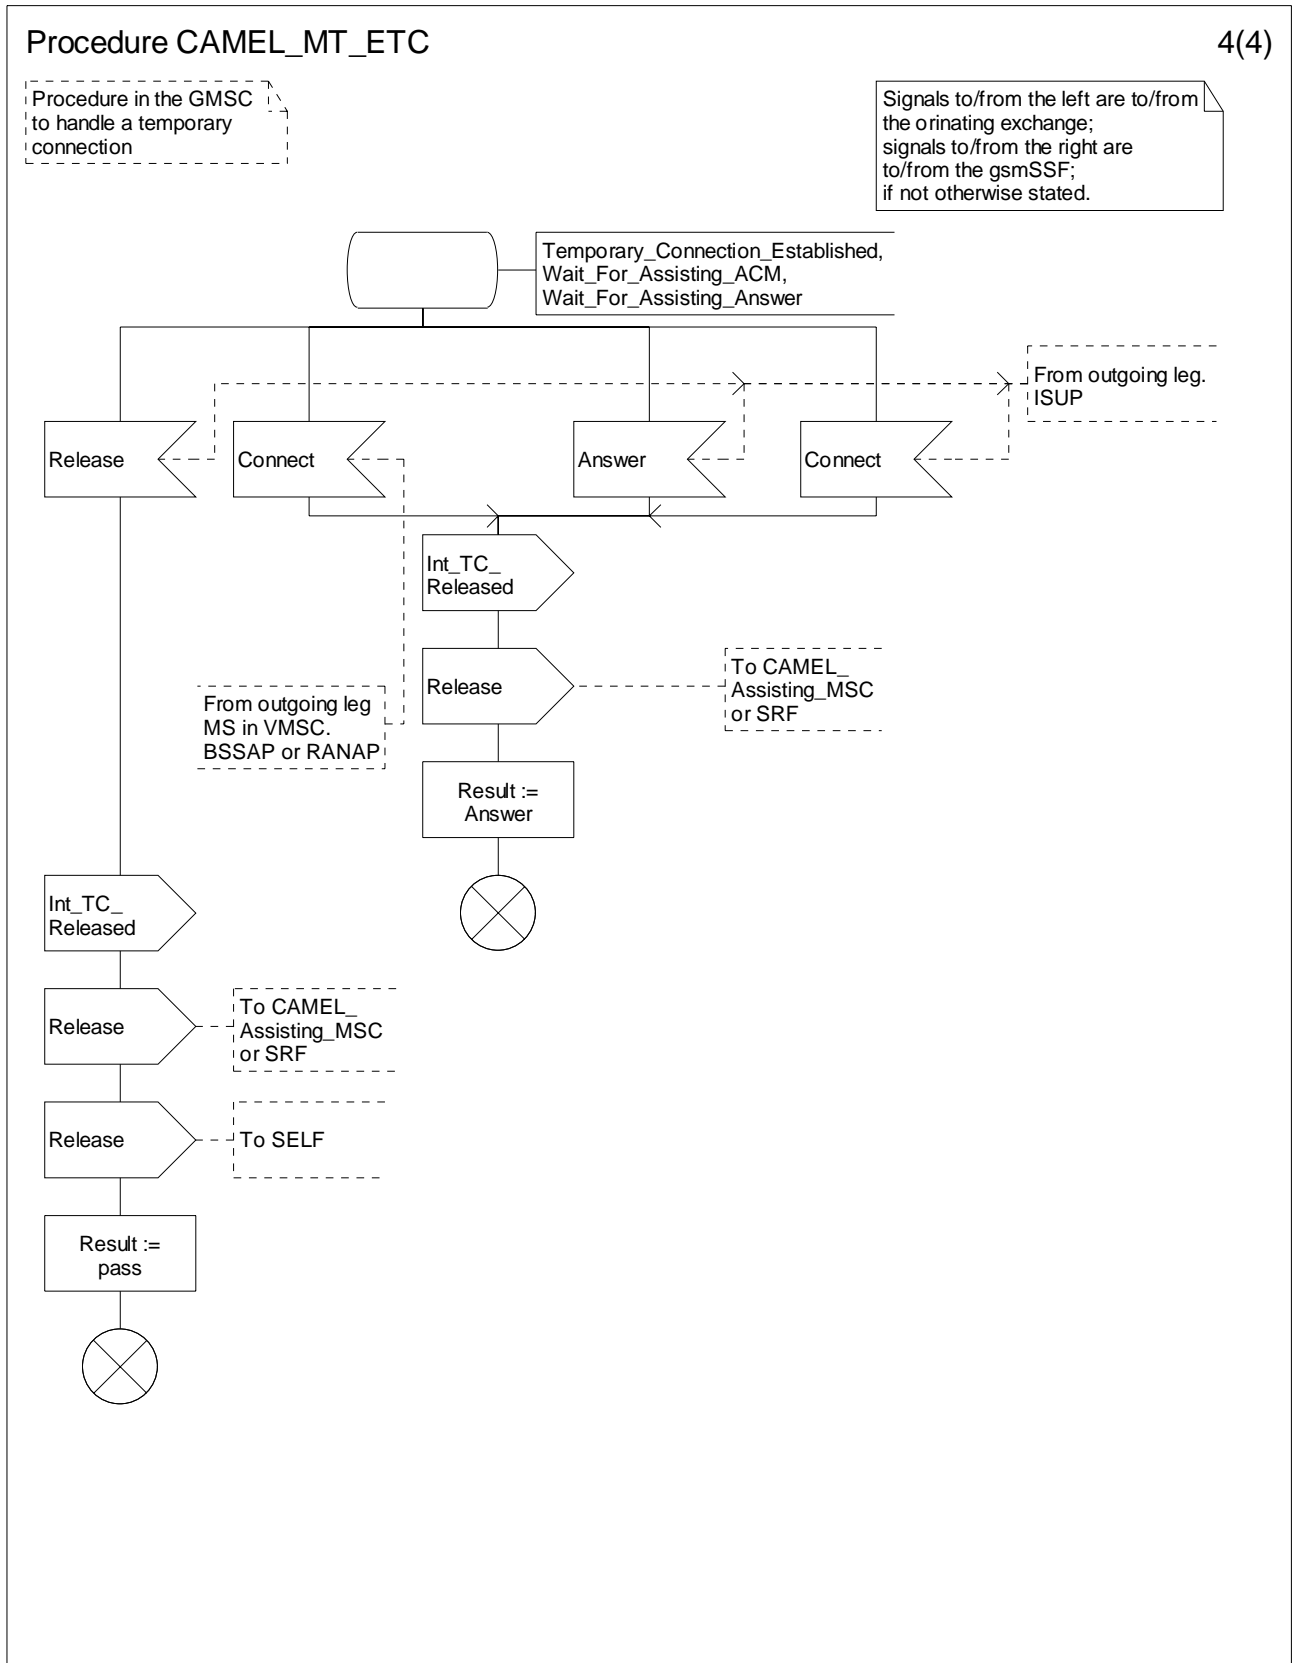 Procedure CAMEL_MT_ETC
4(4)
Procedure in the GMSC
to handle a temporary
connection
Signals to/from the left are to/from
the orinating exchange;
signals to/from the right are
to/from the gsmSSF;
if not otherwise stated.
Temporary_Connection_Established,
Wait_For_Assisting_ACM,
Wait_For_Assisting_Answer
From outgoing leg.
ISUP
Release
Connect
Answer
Connect
Int_TC_
Released
Release
To CAMEL_
Assisting_MSC
or SRF
From outgoing leg
MS in VMSC.
BSSAP or RANAP
Result :=
Answer
Int_TC_
Released
Release
To CAMEL_
Assisting_MSC
or SRF
Release
To SELF
Result :=
pass